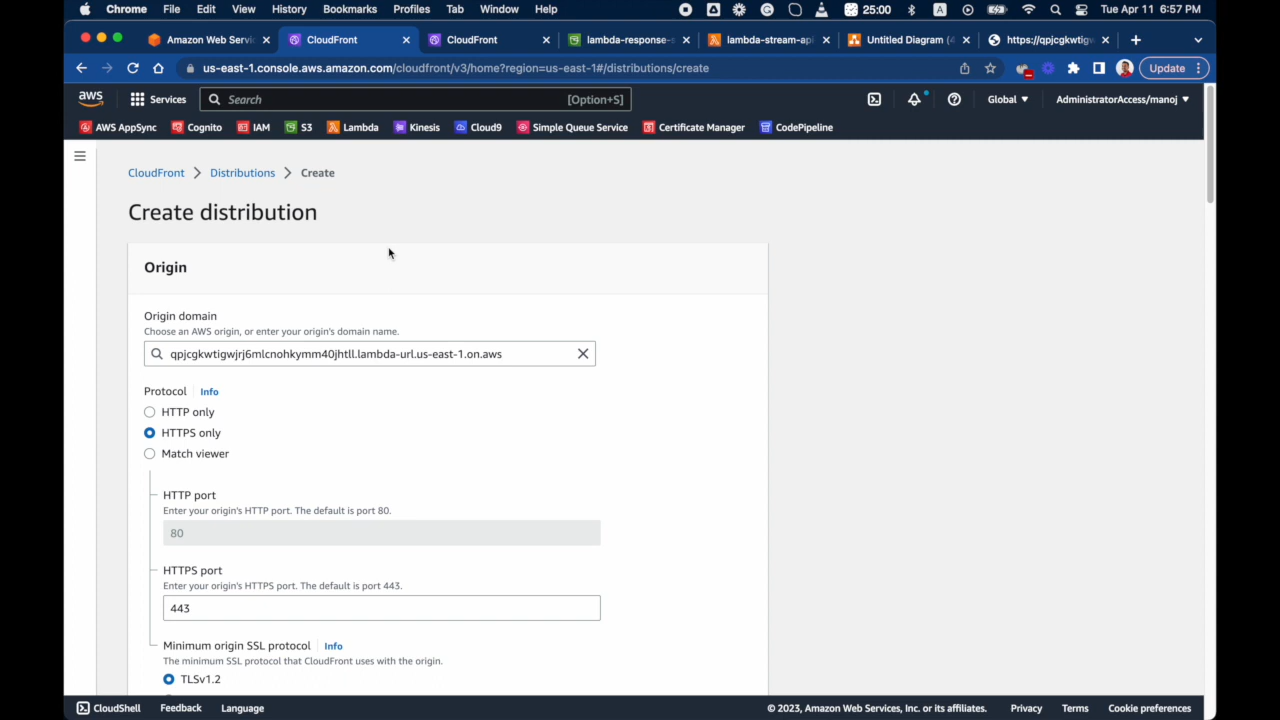 Chrome File Edit View History Bookmarks Profiles Tab Window Help 25:00 A Tue Apr 11 6:57 PM
Amazon Web Servi CloudFront CloudFront lambda-response-s lambda-stream-api Untitled Diagram (4 https://qpjcgkwtigw
us-east-1.console.aws.amazon.com/cloudfront/v3/home?region=us-east-1#/distributions/create Update
aws Services Search [Option+S] Global AdministratorAccess/manoj
AWS AppSync Cognito IAM S3 Lambda Kinesis Cloud9 Simple Queue Service Certificate Manager CodePipeline
CloudFront Distributions Create
Create distribution
Origin
Origin domain
Choose an AWS origin, or enter your origin's domain name.
qpjcgkwtigwjrj6mlcnohkymm40jhtll.lambda-url.us-east-1.on.aws
Protocol Info
HTTP only
HTTPS only
Match viewer
HTTP port
Enter your origin's HTTP port. The default is port 80.
80
HTTPS port
Enter your origin's HTTPS port. The default is port 443.
443
Minimum origin SSL protocol Info
The minimum SSL protocol that CloudFront uses with the origin.
TLSv1.2
CloudShell Feedback Language © 2023, Amazon Web Services, Inc. or its affiliates. Privacy Terms Cookie preferences